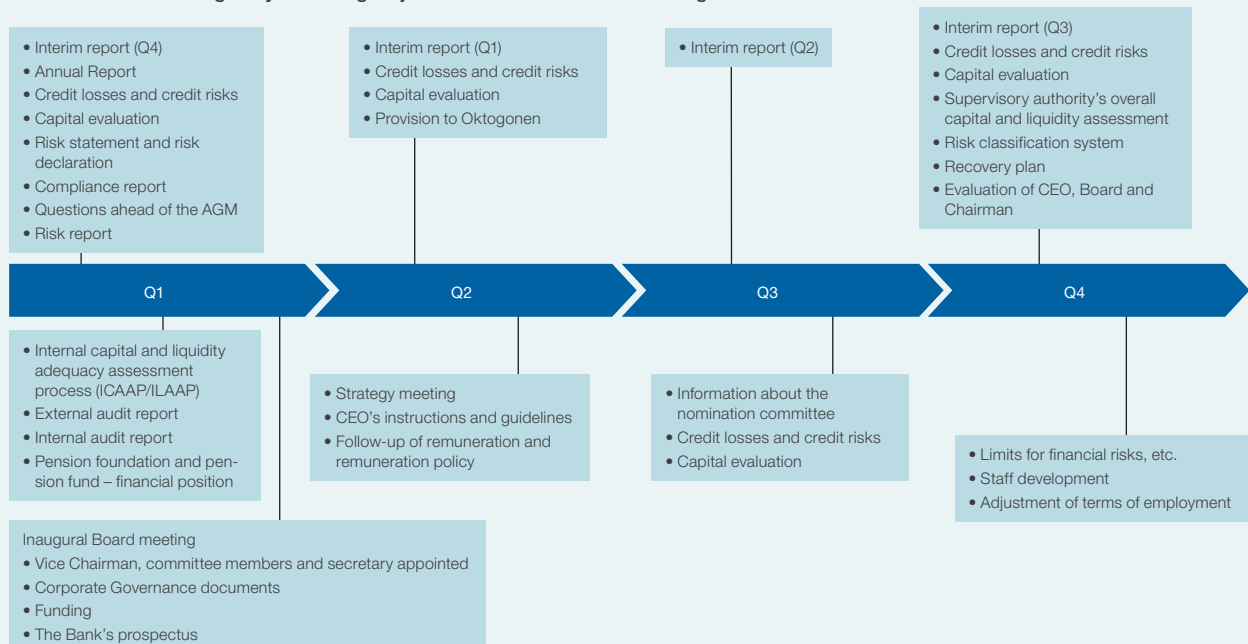 • Interim report (Q4)
• Annual Report
• Credit losses and credit risks
• Capital evaluation
• Risk statement and risk
declaration
• Compliance report
• Questions ahead of the AGM
• Risk report
• Interim report (Q1)
• Credit losses and credit risks
• Capital evaluation
• Provision to Oktogonen
• Interim report (Q2)
• Interim report (Q3)
• Credit losses and credit risks
• Capital evaluation
• Supervisory authority's overall
capital and liquidity assessment
• Risk classification system
• Recovery plan
• Evaluation of CEO, Board and
Chairman
Q1
Q2
Q3
Q4
• Internal capital and liquidity
adequacy assessment
process (ICAAP/ILAAP)
• External audit report
• Internal audit report
• Pension foundation and pen-
sion fund – financial position
• Strategy meeting
• CEO's instructions and guidelines
• Follow-up of remuneration and
remuneration policy
• Information about the
nomination committee
• Credit losses and credit risks
• Capital evaluation
• Limits for financial risks, etc.
• Staff development
• Adjustment of terms of employment
Inaugural Board meeting
• Vice Chairman, committee members and secretary appointed
• Corporate Governance documents
• Funding
• The Bank's prospectus